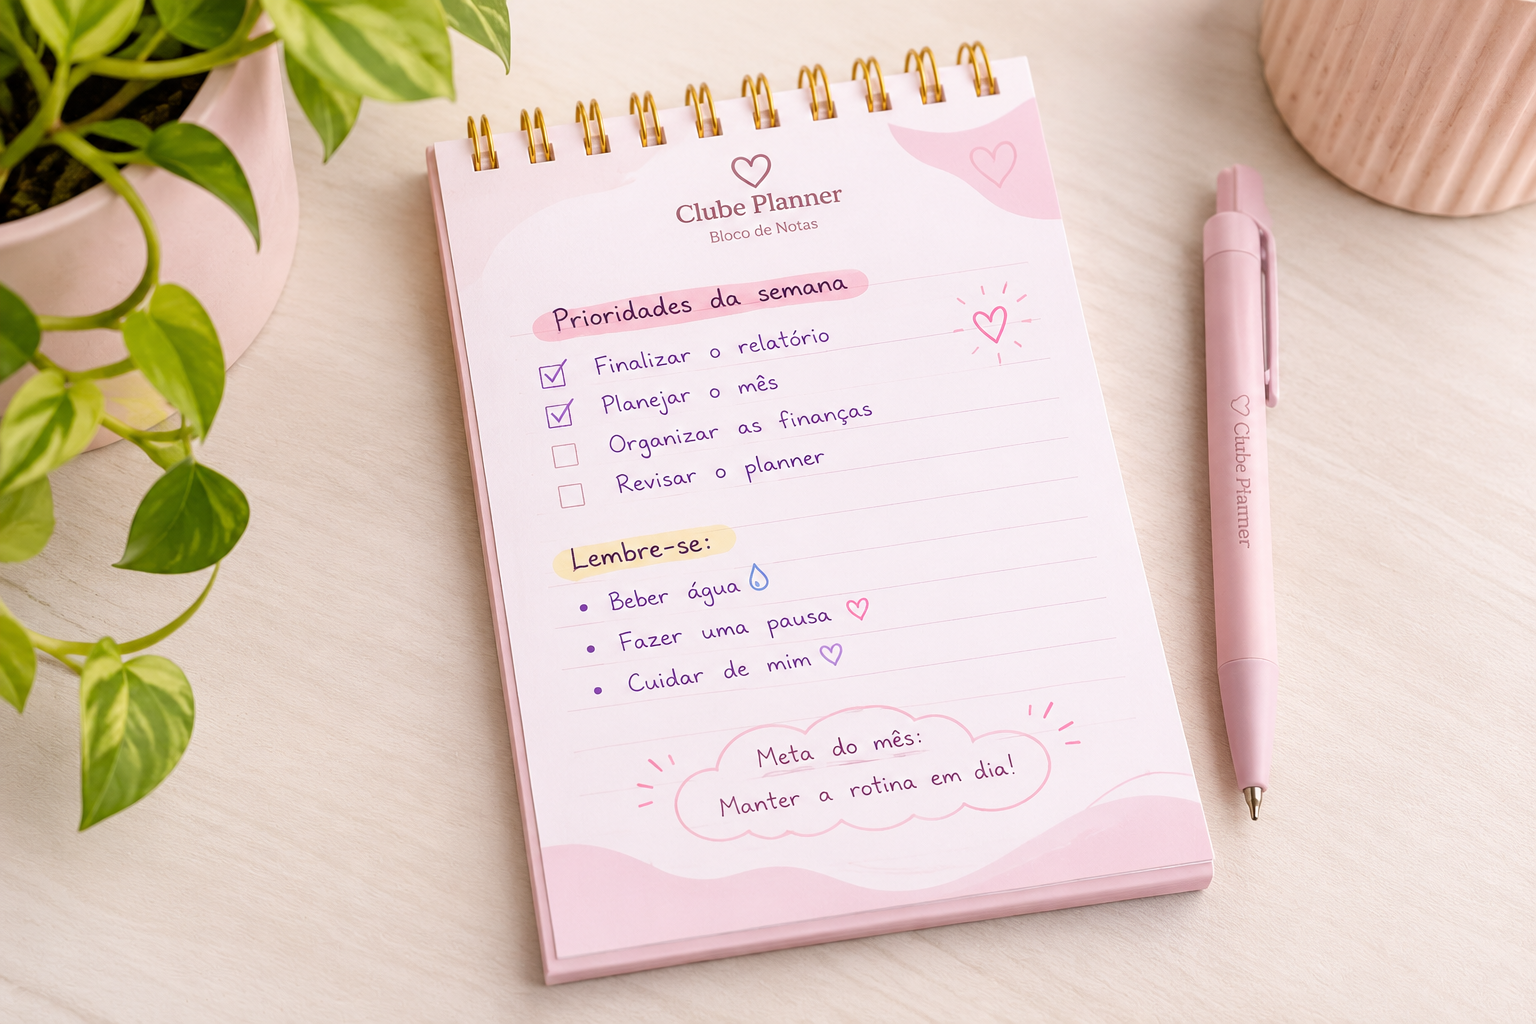 Clube Planner
Bloco de Notas
Prioridades da semana
Finalizar o relatório
Planejar o mês
Organizar as finanças
Revisar o planner
Lembre-se:
• Beber água
• Fazer uma pausa
• Cuidar de mim
Meta do mês:
Manter a rotina em dia!
Clube Planner